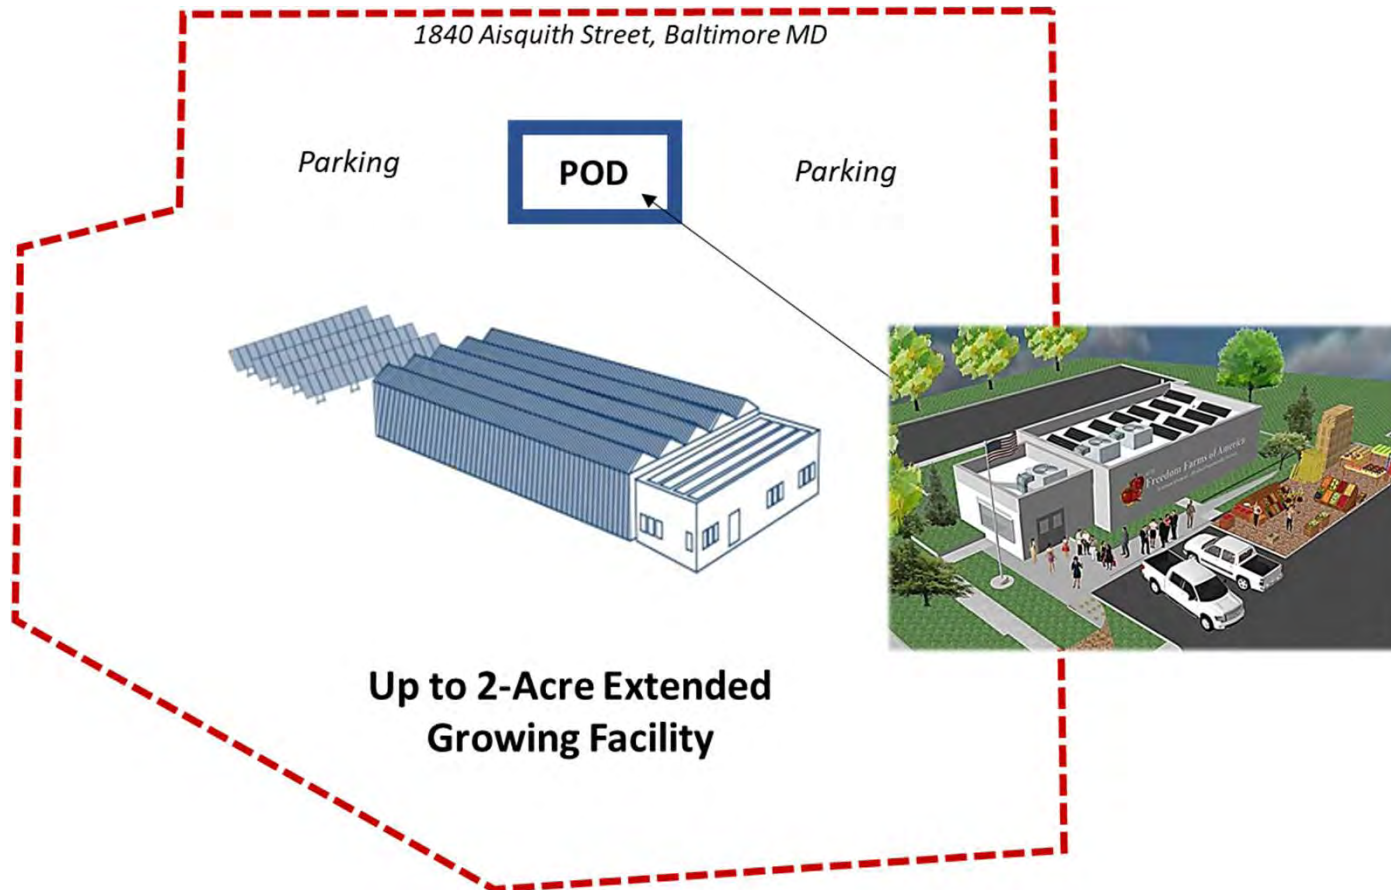 1840 Aisquith Street, Baltimore MD
Parking
POD
Parking
Freedom Farms of America
Up to 2-Acre Extended
Growing Facility